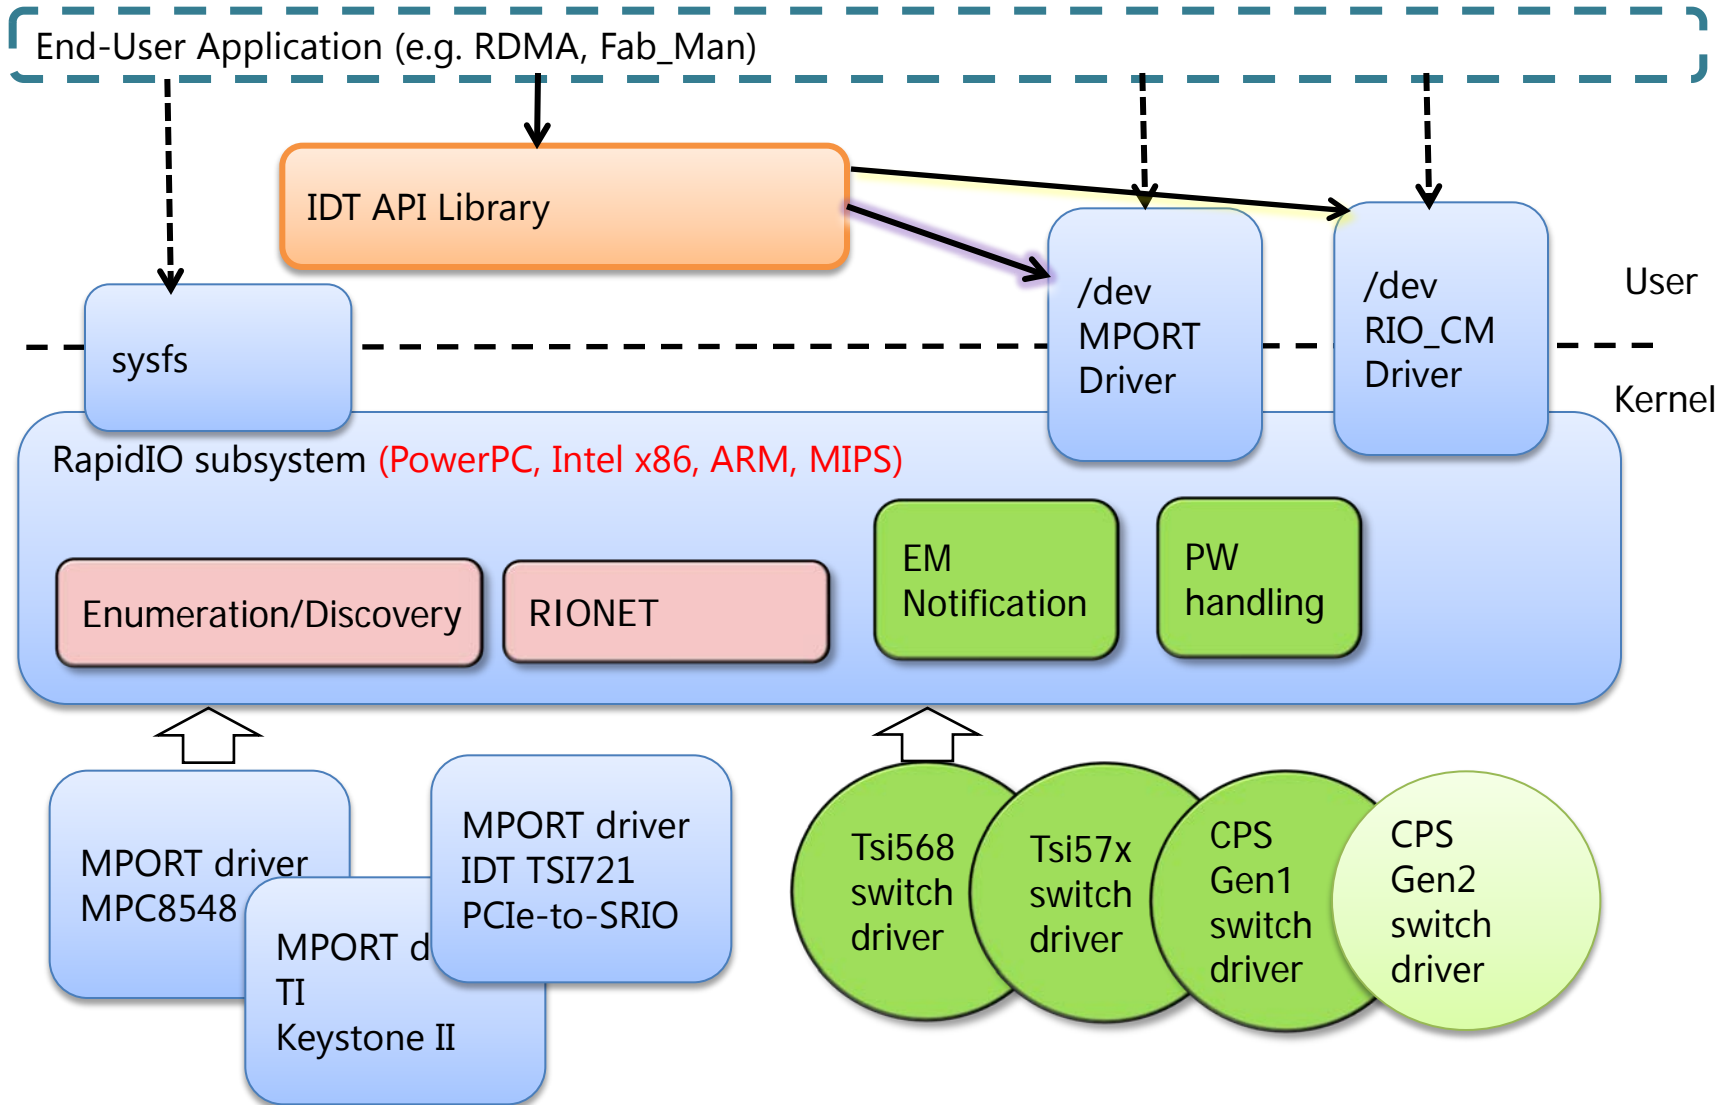 End-User Application (e.g. RDMA, Fab_Man)
IDT API Library
/dev
MPORT
Driver
/dev
RIO_CM
Driver
User
sysfs
Kernel
RapidIO subsystem (PowerPC, Intel x86, ARM, MIPS)
Enumeration/Discovery
RIONET
EM
Notification
PW
handling
MPORT driver
MPC8548
MPORT d
TI
Keystone II
MPORT driver
IDT TSI721
PCIe-to-SRIO
Tsi568
switch
driver
Tsi57x
switch
driver
CPS
Gen1
switch
driver
CPS
Gen2
switch
driver